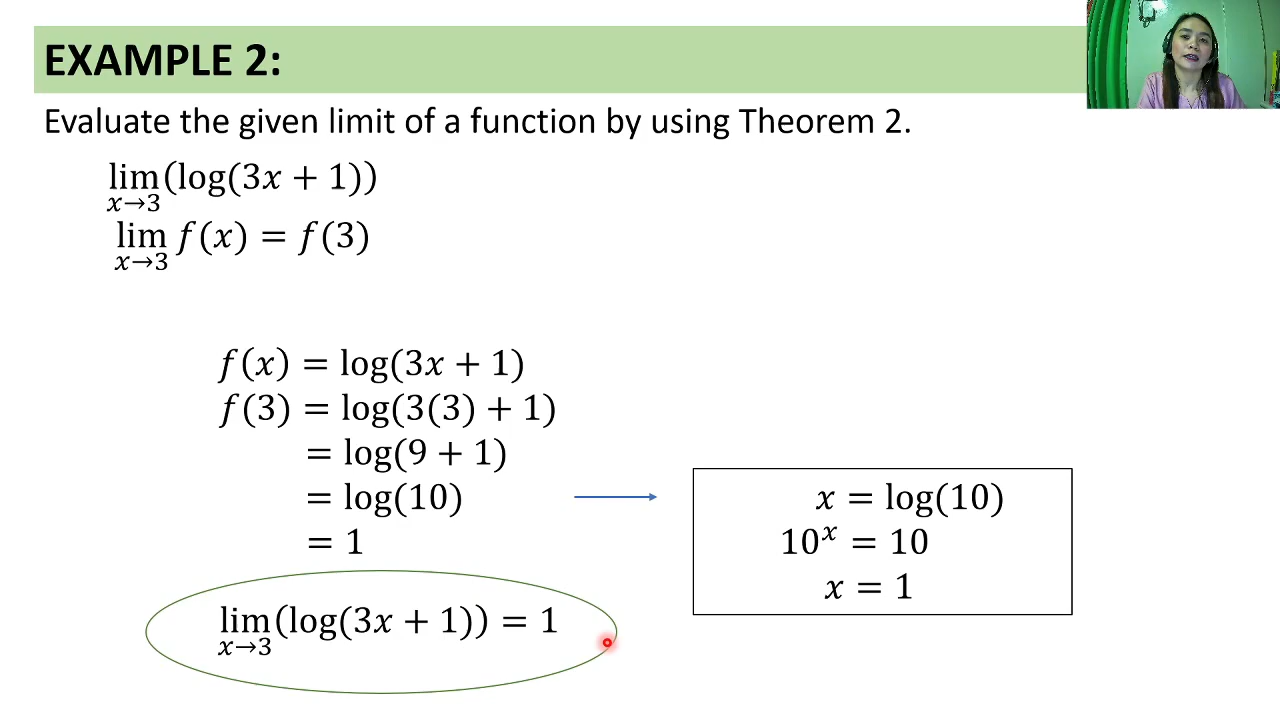 EXAMPLE 2:
Evaluate the given limit of a function by using Theorem 2.
lim x→3 (log(3x + 1))
lim x→3 f(x) = f(3)
f(x) = log(3x + 1)
f(3) = log(3(3) + 1)
= log(9 + 1)
= log(10)
= 1
x = log(10)
10ˣ = 10
x = 1
lim x→3 (log(3x + 1)) = 1